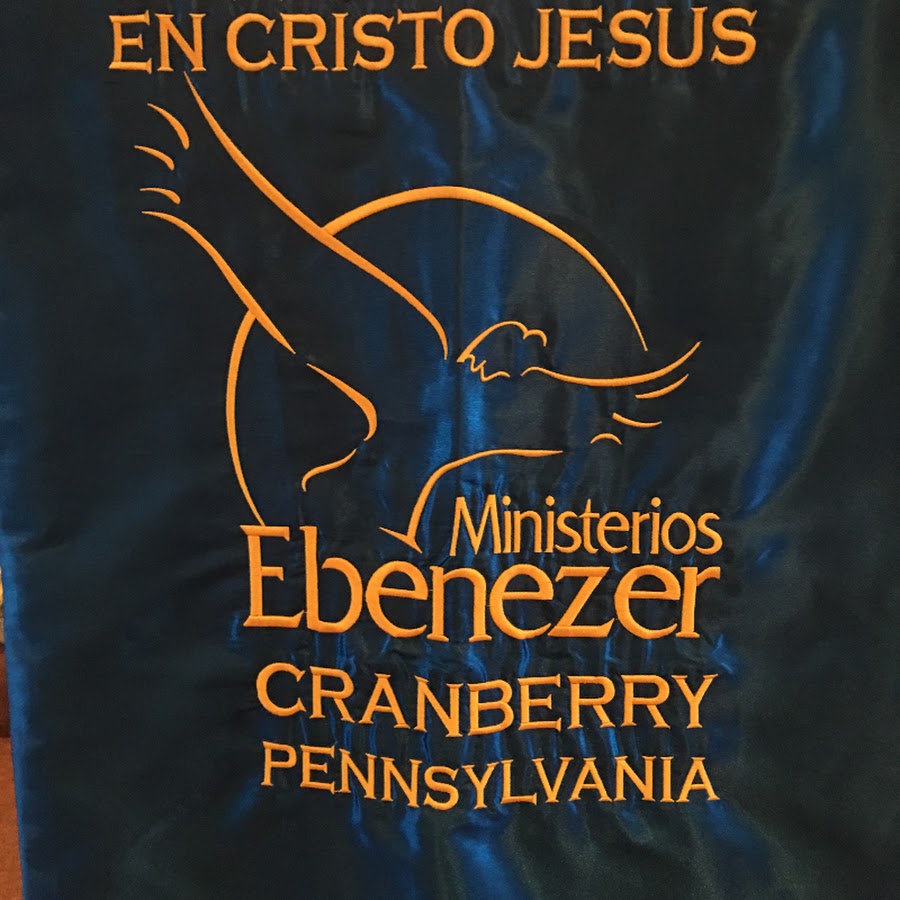 EN CRISTO JESUS
Ministerios
Ebenezer
CRANBERRY
PENNSYLVANIA